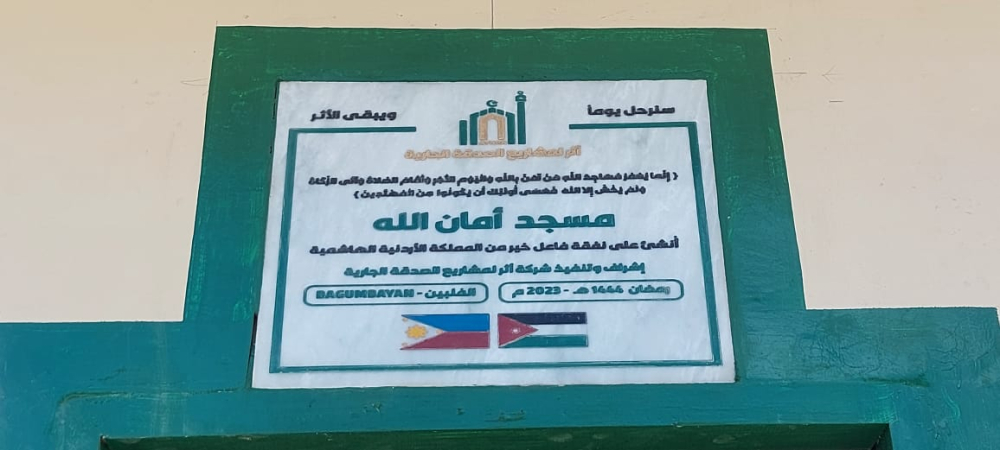 سنرحل يوماً
ويبقى الأثر
أثر لمشاريع الصدقة الجارية
( إنما يعمر مساجد الله من آمن بالله واليوم الآخر وأقام الصلاة وآتى الزكاة
ولم يخش إلا الله فعسى أولئك أن يكونوا من المهتدين )
مسجد أمان الله
أنشئ على نفقة فاعل خير من المملكة الأردنية الهاشمية
إشراف وتنفيذ شركة أثر لمشاريع الصدقة الجارية
رمضان 1444 هـ - 2023 م
الفلبين - BAGUMBAYAN